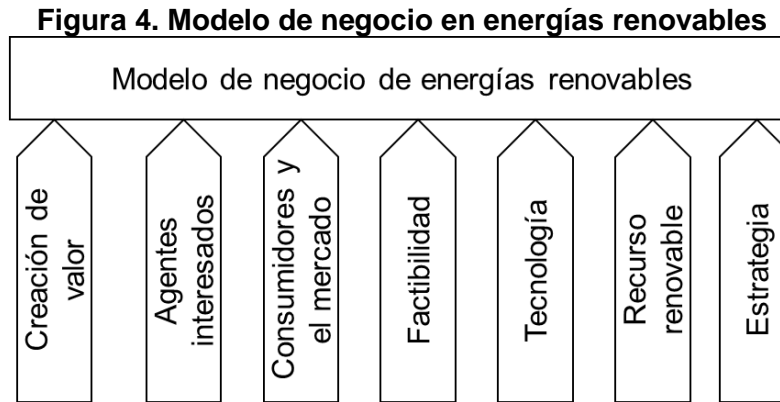 Figura 4. Modelo de negocio en energías renovables
Modelo de negocio de energías renovables
Creación de
valor
Agentes
interesados
Consumidores y
el mercado
Factibilidad
Tecnología
Recurso
renovable
Estrategia